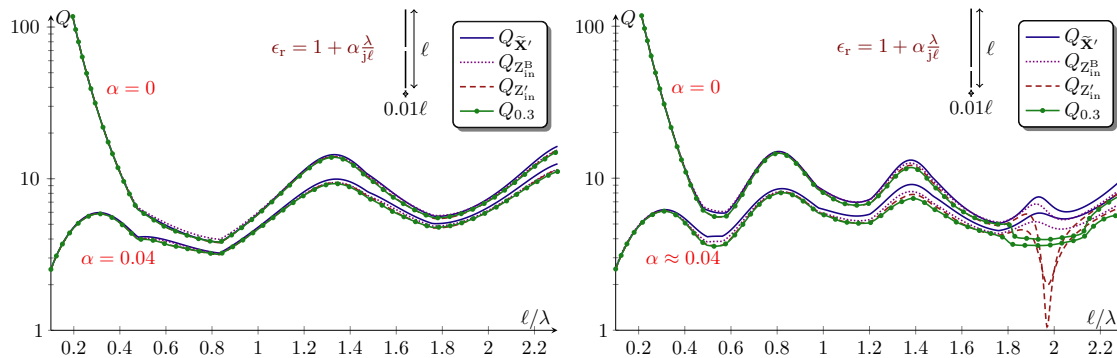 Q
100
10
1
0.2 0.4 0.6 0.8 1 1.2 1.4 1.6 1.8 2 2.2
ℓ/λ
ϵ_r = 1 + α λ/jℓ
α = 0
α = 0.04
ℓ
0.01ℓ
Q_X̃′
Q_Z_in^B
Q_Z′_in
Q_0.3
Q
100
10
1
0.2 0.4 0.6 0.8 1 1.2 1.4 1.6 1.8 2 2.2
ℓ/λ
ϵ_r = 1 + α λ/jℓ
α = 0
α ≈ 0.04
ℓ
0.01ℓ
Q_X̃′
Q_Z_in^B
Q_Z′_in
Q_0.3